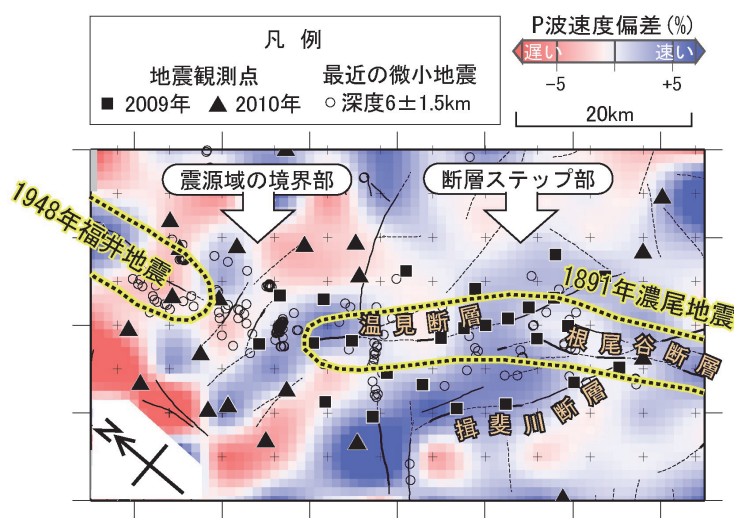 凡 例
地震観測点
最近の微小地震
2009年
2010年
深度6±1.5km
P波速度偏差(%)
遅い
速い
-5
+5
20km
震源域の境界部
断層ステップ部
1948年福井地震
1891年濃尾地震
温見断層
根尾谷断層
揖斐川断層
N